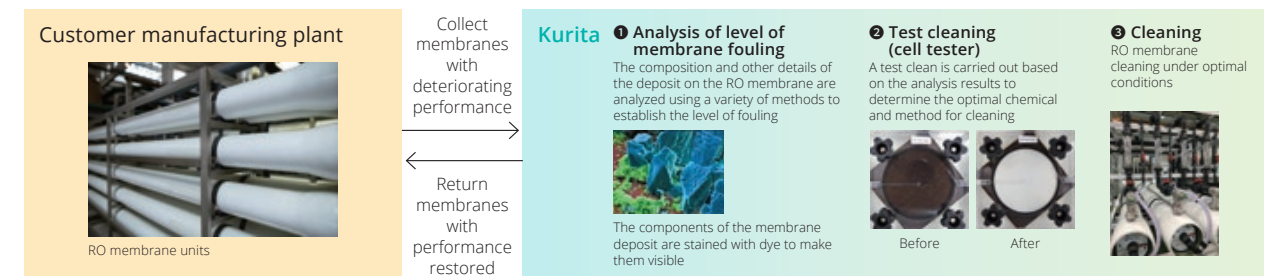 Customer manufacturing plant
RO membrane units
Collect
membranes
with
deteriorating
performance
Return
membranes
with
performance
restored
Kurita
❶ Analysis of level of
membrane fouling
The composition and other details of
the deposit on the RO membrane are
analyzed using a variety of methods to
establish the level of fouling
The components of the membrane
deposit are stained with dye to make
them visible
❷ Test cleaning
(cell tester)
A test clean is carried out based
on the analysis results to
determine the optimal chemical
and method for cleaning
Before
After
❸ Cleaning
RO membrane
cleaning under optimal
conditions